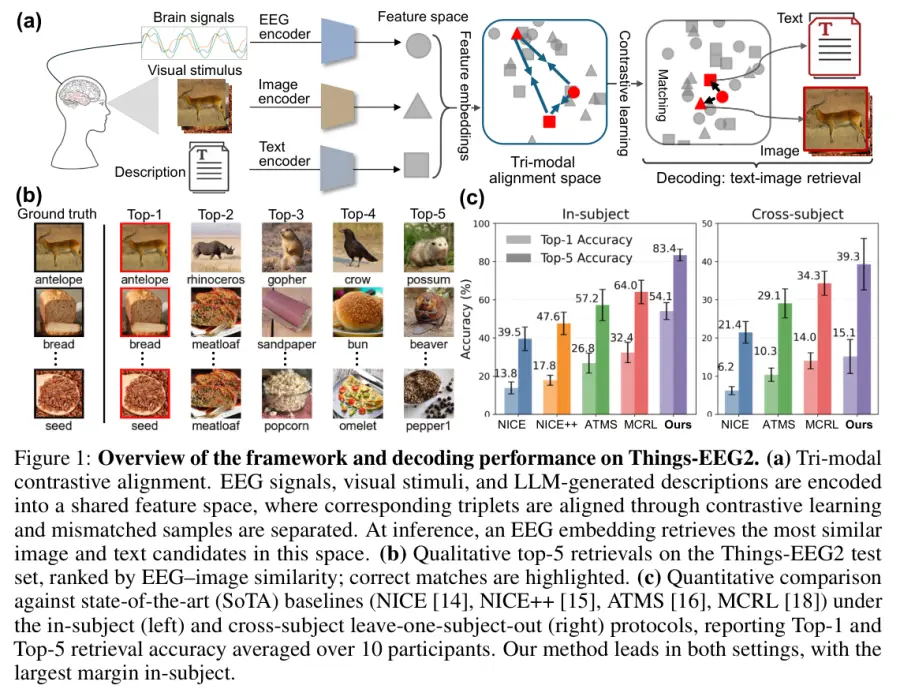 (a)
Brain signals
EEG
encoder
Feature space
Visual stimulus
Image
encoder
Text
encoder
Description
T
Feature embeddings
Tri-modal
alignment space
Contrastive learning
Matching
Text
T
Image
Decoding: text-image retrieval
(b)
Ground truth Top-1 Top-2 Top-3 Top-4 Top-5
antelope antelope rhinoceros gopher crow possum
bread bread meatloaf sandpaper bun beaver
seed seed meatloaf popcorn omelet pepper1
(c)
In-subject
Accuracy (%)
100
80
60
40
20
0
Top-1 Accuracy
Top-5 Accuracy
13.8 39.5 17.8 47.6 26.8 57.2 32.4 64.0 54.1 83.4
NICE NICE++ ATMS MCRL Ours
Cross-subject
50
40
30
20
10
0
6.2 21.4 10.3 29.1 14.0 34.3 15.1 39.3
NICE ATMS MCRL Ours
Figure 1: Overview of the framework and decoding performance on Things-EEG2. (a) Tri-modal
contrastive alignment. EEG signals, visual stimuli, and LLM-generated descriptions are encoded
into a shared feature space, where corresponding triplets are aligned through contrastive learning
and mismatched samples are separated. At inference, an EEG embedding retrieves the most similar
image and text candidates in this space. (b) Qualitative top-5 retrievals on the Things-EEG2 test
set, ranked by EEG–image similarity; correct matches are highlighted. (c) Quantitative comparison
against state-of-the-art (SoTA) baselines (NICE [14], NICE++ [15], ATMS [16], MCRL [18]) under
the in-subject (left) and cross-subject leave-one-subject-out (right) protocols, reporting Top-1 and
Top-5 retrieval accuracy averaged over 10 participants. Our method leads in both settings, with the
largest margin in-subject.